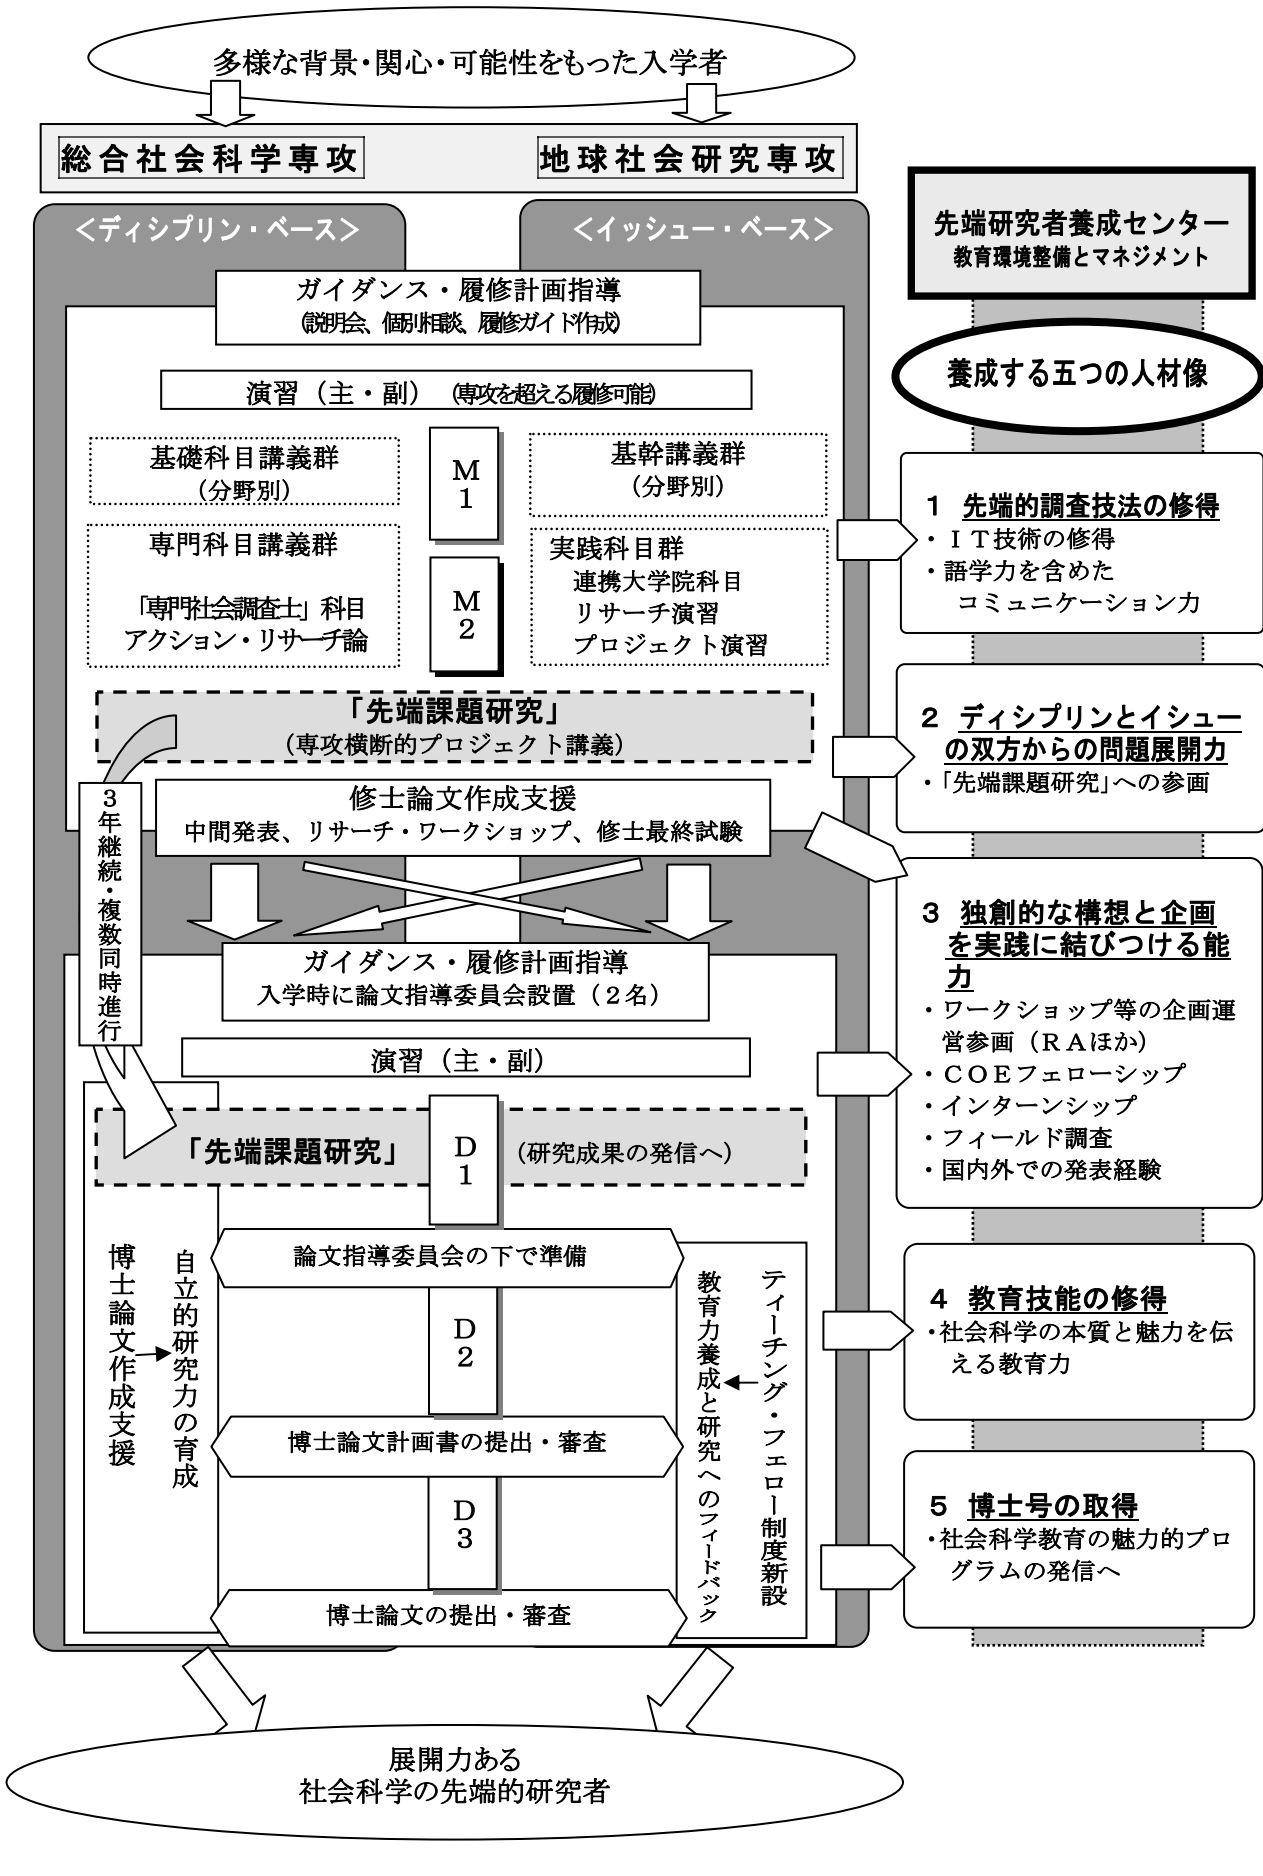 多様な背景・関心・可能性をもった入学者
総合社会科学専攻
地球社会研究専攻
＜ディシプリン・ベース＞
＜イッシュー・ベース＞
ガイダンス・履修計画指導
（説明会、個別相談、履修ガイド作成）
演習（主・副）（専攻を超える履修可能）
基礎科目講義群
（分野別）
専門科目講義群
「専門社会調査士」科目
アクション・リサーチ論
M
1
M
2
基幹講義群
（分野別）
実践科目群
連携大学院科目
リサーチ演習
プロジェクト演習
「先端課題研究」
（専攻横断的プロジェクト講義）
３年継続・複数同時進行
修士論文作成支援
中間発表、リサーチ・ワークショップ、修士最終試験
ガイダンス・履修計画指導
入学時に論文指導委員会設置（２名）
演習（主・副）
「先端課題研究」
（研究成果の発信へ）
D
1
論文指導委員会の下で準備
D
2
博士論文計画書の提出・審査
D
3
博士論文の提出・審査
博士論文作成支援
自立的研究力の育成
ティーチング・フェロー制度新設
教育力養成と研究へのフィードバック
展開力ある
社会科学の先端的研究者
先端研究者養成センター
教育環境整備とマネジメント
養成する五つの人材像
１ 先端的調査技法の修得
・ＩＴ技術の修得
・語学力を含めた
コミュニケーション力
２ ディシプリンとイシュー
の双方からの問題展開力
・「先端課題研究」への参画
３ 独創的な構想と企画
を実践に結びつける能
力
・ワークショップ等の企画運
営参画（ＲＡほか）
・ＣＯＥフェローシップ
・インターンシップ
・フィールド調査
・国内外での発表経験
４ 教育技能の修得
・社会科学の本質と魅力を伝
える教育力
５ 博士号の取得
・社会科学教育の魅力的プロ
グラムの発信へ